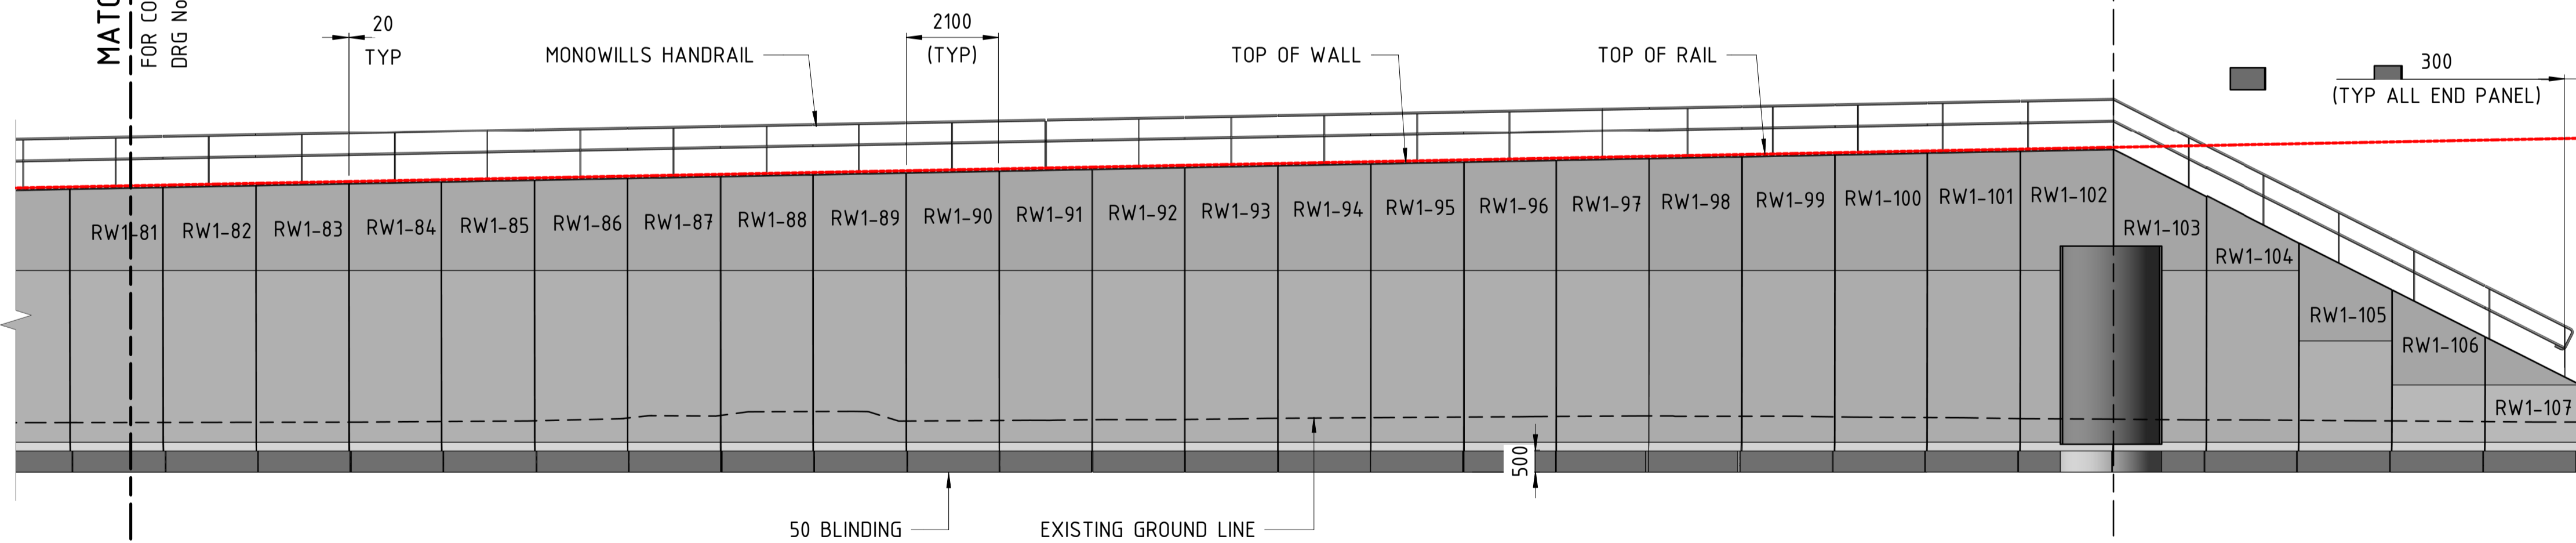 MATC
FOR CO
DRG No
20
TYP
MONOWILLS HANDRAIL
2100
(TYP)
TOP OF WALL
TOP OF RAIL
300
(TYP ALL END PANEL)
RW1-81
RW1-82
RW1-83
RW1-84
RW1-85
RW1-86
RW1-87
RW1-88
RW1-89
RW1-90
RW1-91
RW1-92
RW1-93
RW1-94
RW1-95
RW1-96
RW1-97
RW1-98
RW1-99
RW1-100
RW1-101
RW1-102
RW1-103
RW1-104
RW1-105
RW1-106
RW1-107
500
50 BLINDING
EXISTING GROUND LINE